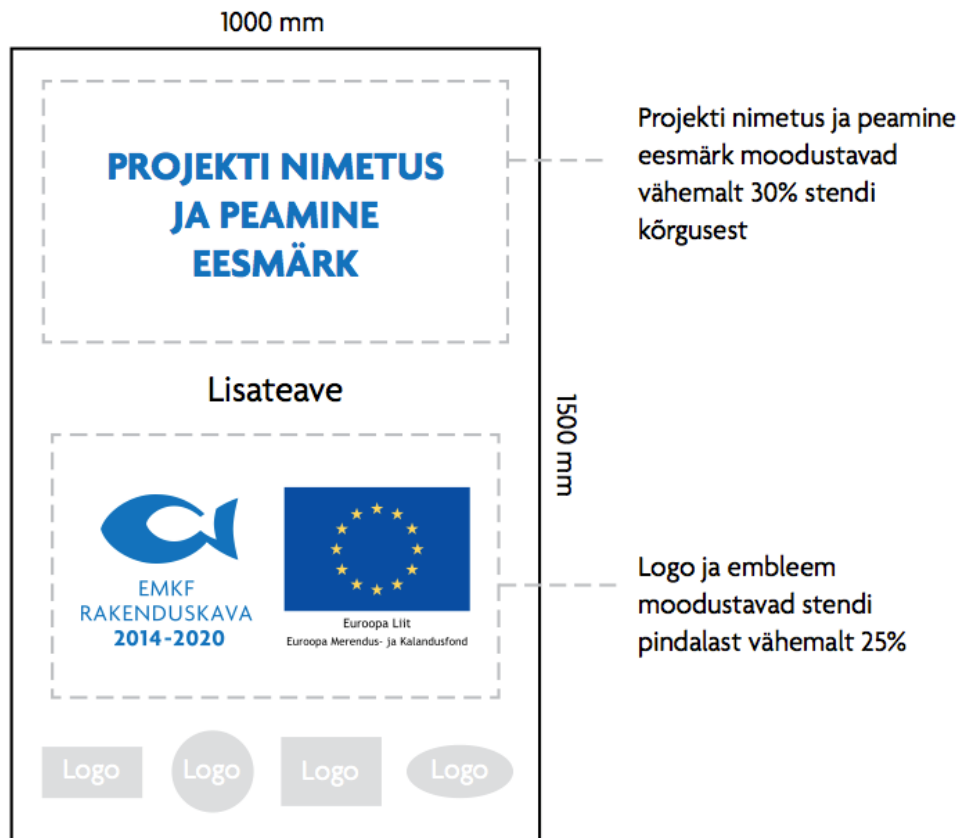 1000 mm
PROJEKTI NIMETUS
JA PEAMINE
EESMÄRK
Projekti nimetus ja peamine
eesmärk moodustavad
vähemalt 30% stendi
kõrgusest
Lisateave
1500 mm
EMKF
RAKENDUSKAVA
2014-2020
Euroopa Liit
Euroopa Merendus- ja Kalandusfond
Logo ja embleem
moodustavad stendi
pindalast vähemalt 25%
Logo
Logo
Logo
Logo